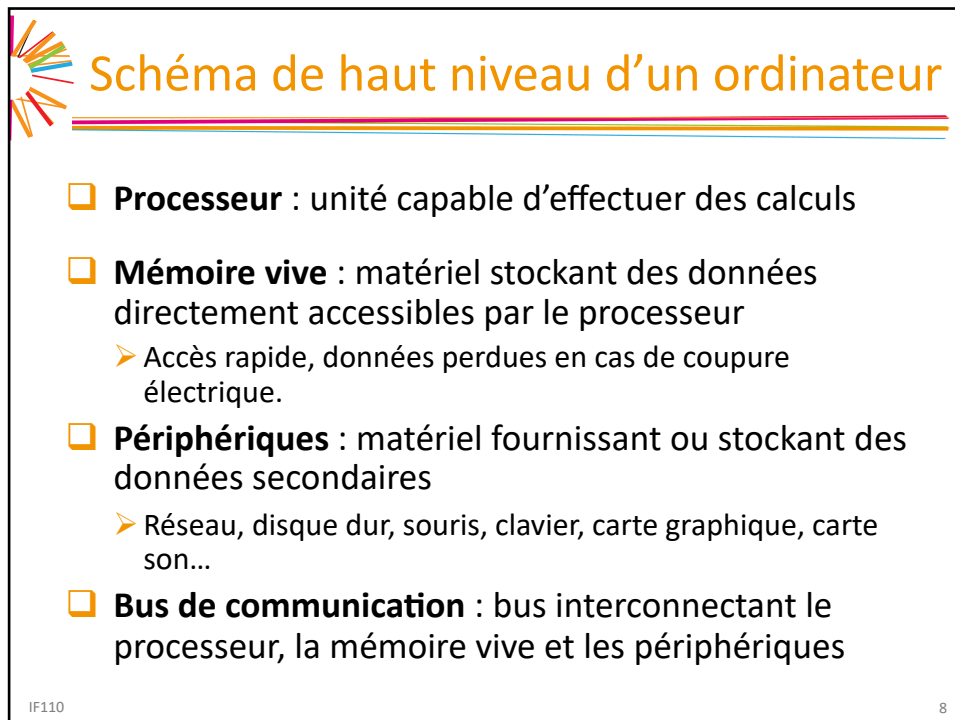 Schéma de haut niveau d’un ordinateur
Processeur : unité capable d’effectuer des calculs
Mémoire vive : matériel stockant des données
directement accessibles par le processeur
Accès rapide, données perdues en cas de coupure
électrique.
Périphériques : matériel fournissant ou stockant des
données secondaires
Réseau, disque dur, souris, clavier, carte graphique, carte
son…
Bus de communication : bus interconnectant le
processeur, la mémoire vive et les périphériques
IF110
8